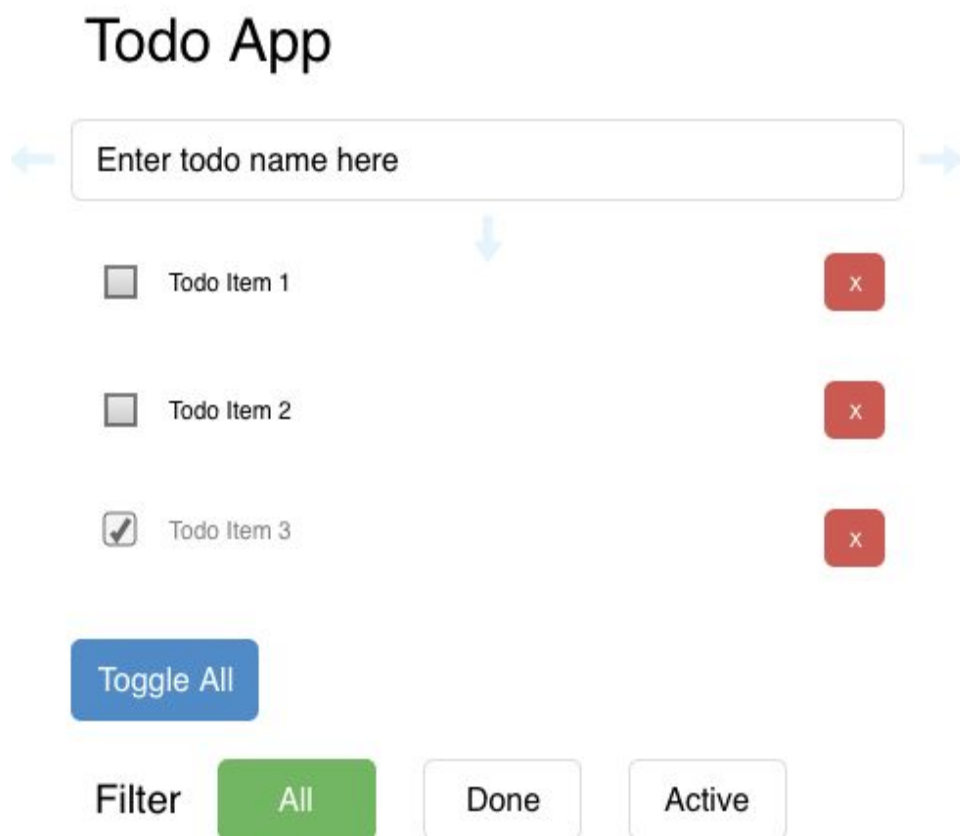 Todo App
Enter todo name here
Todo Item 1 x
Todo Item 2 x
Todo Item 3 x
Toggle All
Filter All Done Active